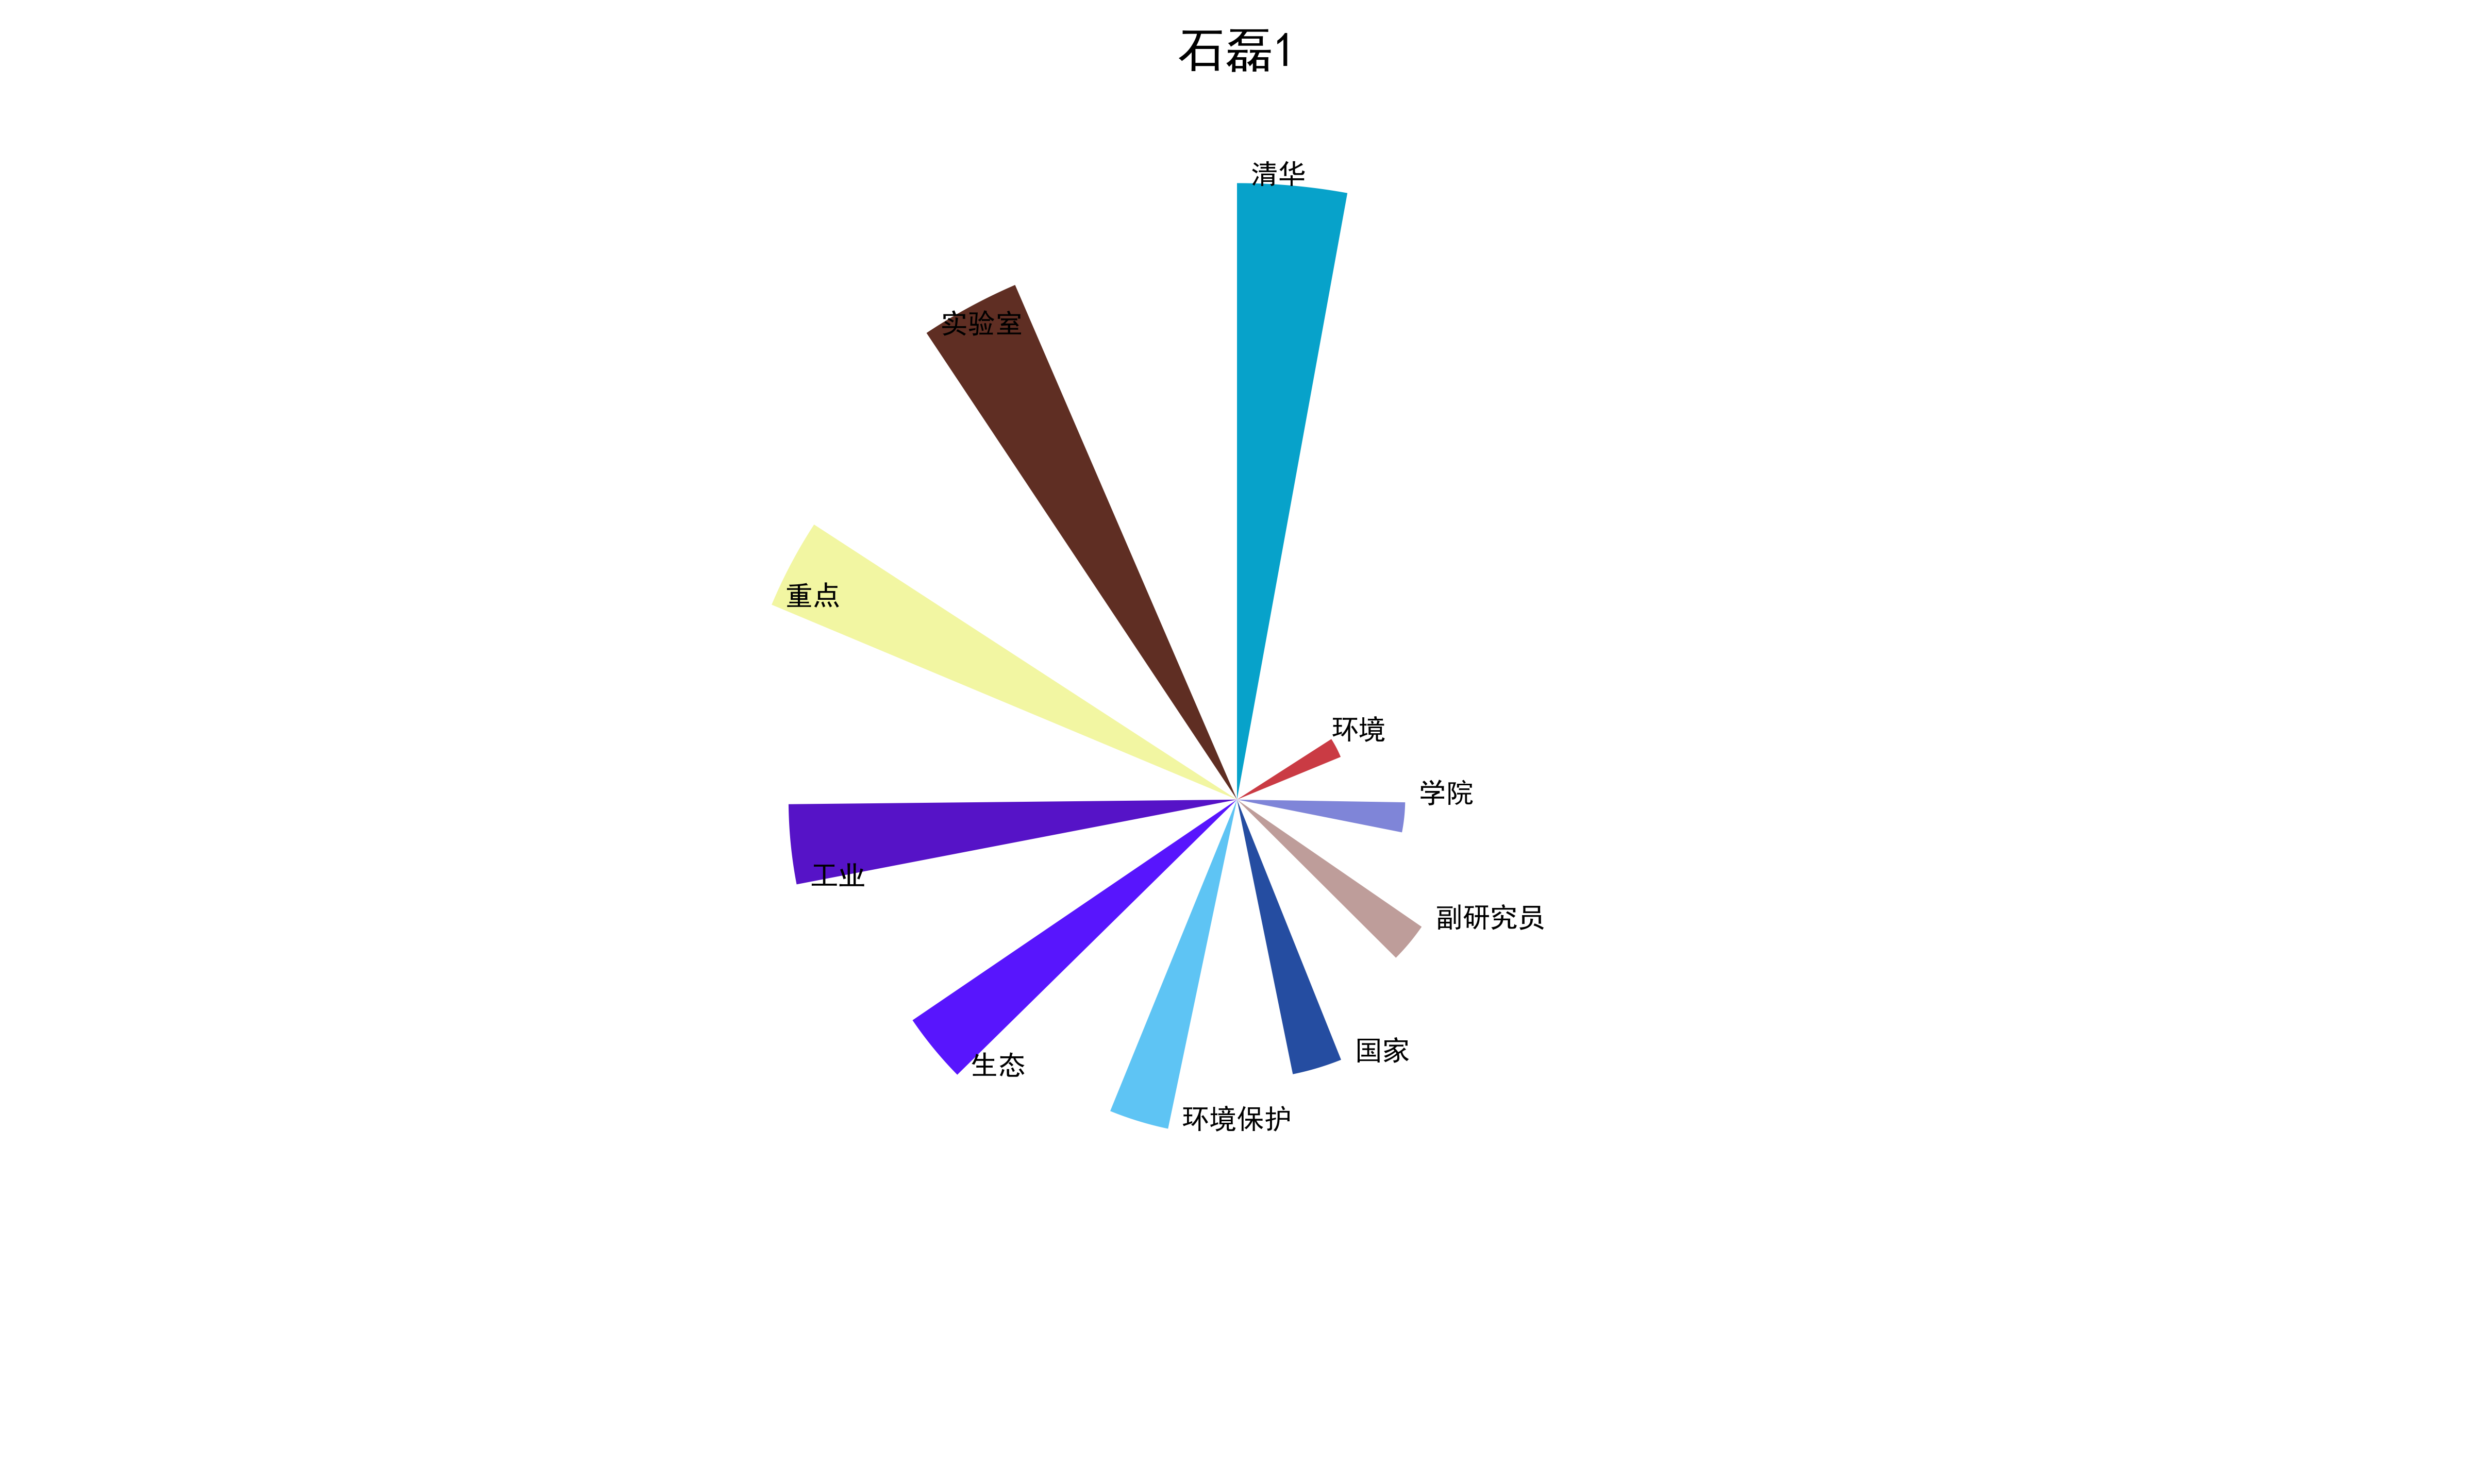 石磊1
清华
实验室
重点
环境
学院
工业
副研究员
国家
生态
环境保护